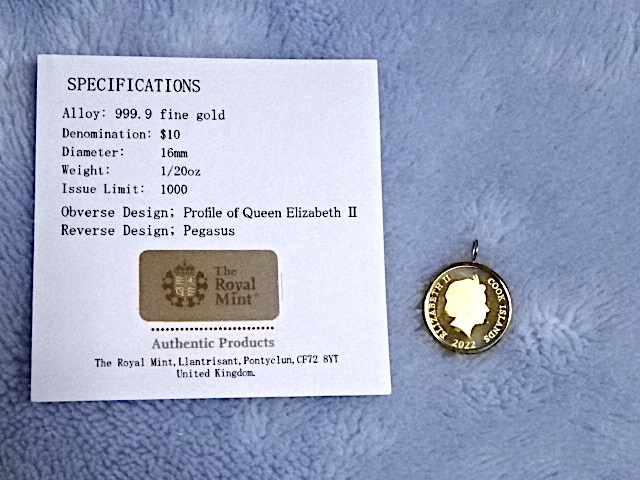 SPECIFICATIONS
Alloy: 999.9 fine gold
Denomination: $10
Diameter: 16mm
Weight: 1/20oz
Issue Limit: 1000
Obverse Design; Profile of Queen Elizabeth Ⅱ
Reverse Design; Pegasus
The
Royal
Mint®
Authentic Products
The Royal Mint,Llantrisant,Pontyclun,CF72 8YT
United Kingdom.
ELIZABETH II
COOK ISLANDS
2022